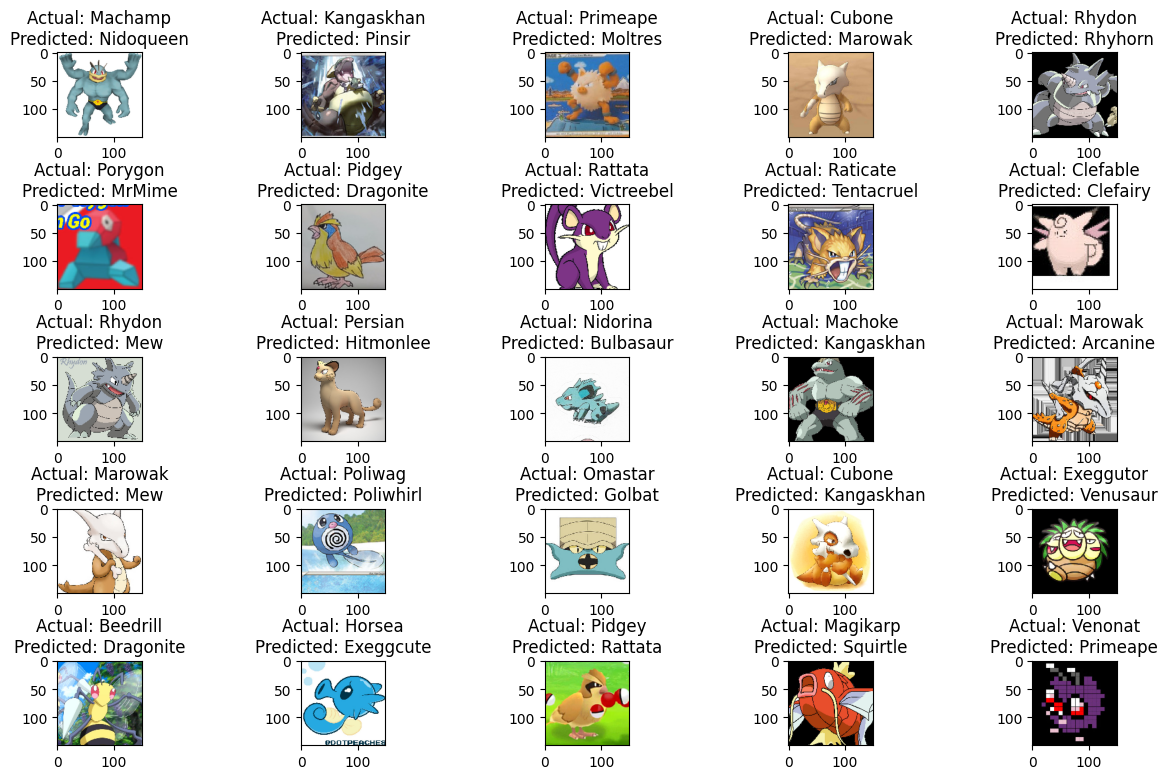 Actual: Machamp
Predicted: Nidoqueen
0
50
100
0 100
Actual: Kangaskhan
Predicted: Pinsir
0
50
100
0 100
Actual: Primeape
Predicted: Moltres
0
50
100
0 100
Actual: Cubone
Predicted: Marowak
0
50
100
0 100
Actual: Rhydon
Predicted: Rhyhorn
0
50
100
0 100
Actual: Porygon
Predicted: MrMime
0
50
100
n Go
0 100
Actual: Pidgey
Predicted: Dragonite
0
50
100
0 100
Actual: Rattata
Predicted: Victreebel
0
50
100
0 100
Actual: Raticate
Predicted: Tentacruel
0
50
100
0 100
Actual: Clefable
Predicted: Clefairy
0
50
100
0 100
Actual: Rhydon
Predicted: Mew
0
50
100
Rhydon
0 100
Actual: Persian
Predicted: Hitmonlee
0
50
100
0 100
Actual: Nidorina
Predicted: Bulbasaur
0
50
100
0 100
Actual: Machoke
Predicted: Kangaskhan
0
50
100
0 100
Actual: Marowak
Predicted: Arcanine
0
50
100
0 100
Actual: Marowak
Predicted: Mew
0
50
100
0 100
Actual: Poliwag
Predicted: Poliwhirl
0
50
100
0 100
Actual: Omastar
Predicted: Golbat
0
50
100
0 100
Actual: Cubone
Predicted: Kangaskhan
0
50
100
0 100
Actual: Exeggutor
Predicted: Venusaur
0
50
100
0 100
Actual: Beedrill
Predicted: Dragonite
0
50
100
0 100
Actual: Horsea
Predicted: Exeggcute
0
50
100
POOTPEACHES
0 100
Actual: Pidgey
Predicted: Rattata
0
50
100
0 100
Actual: Magikarp
Predicted: Squirtle
0
50
100
0 100
Actual: Venonat
Predicted: Primeape
0
50
100
0 100